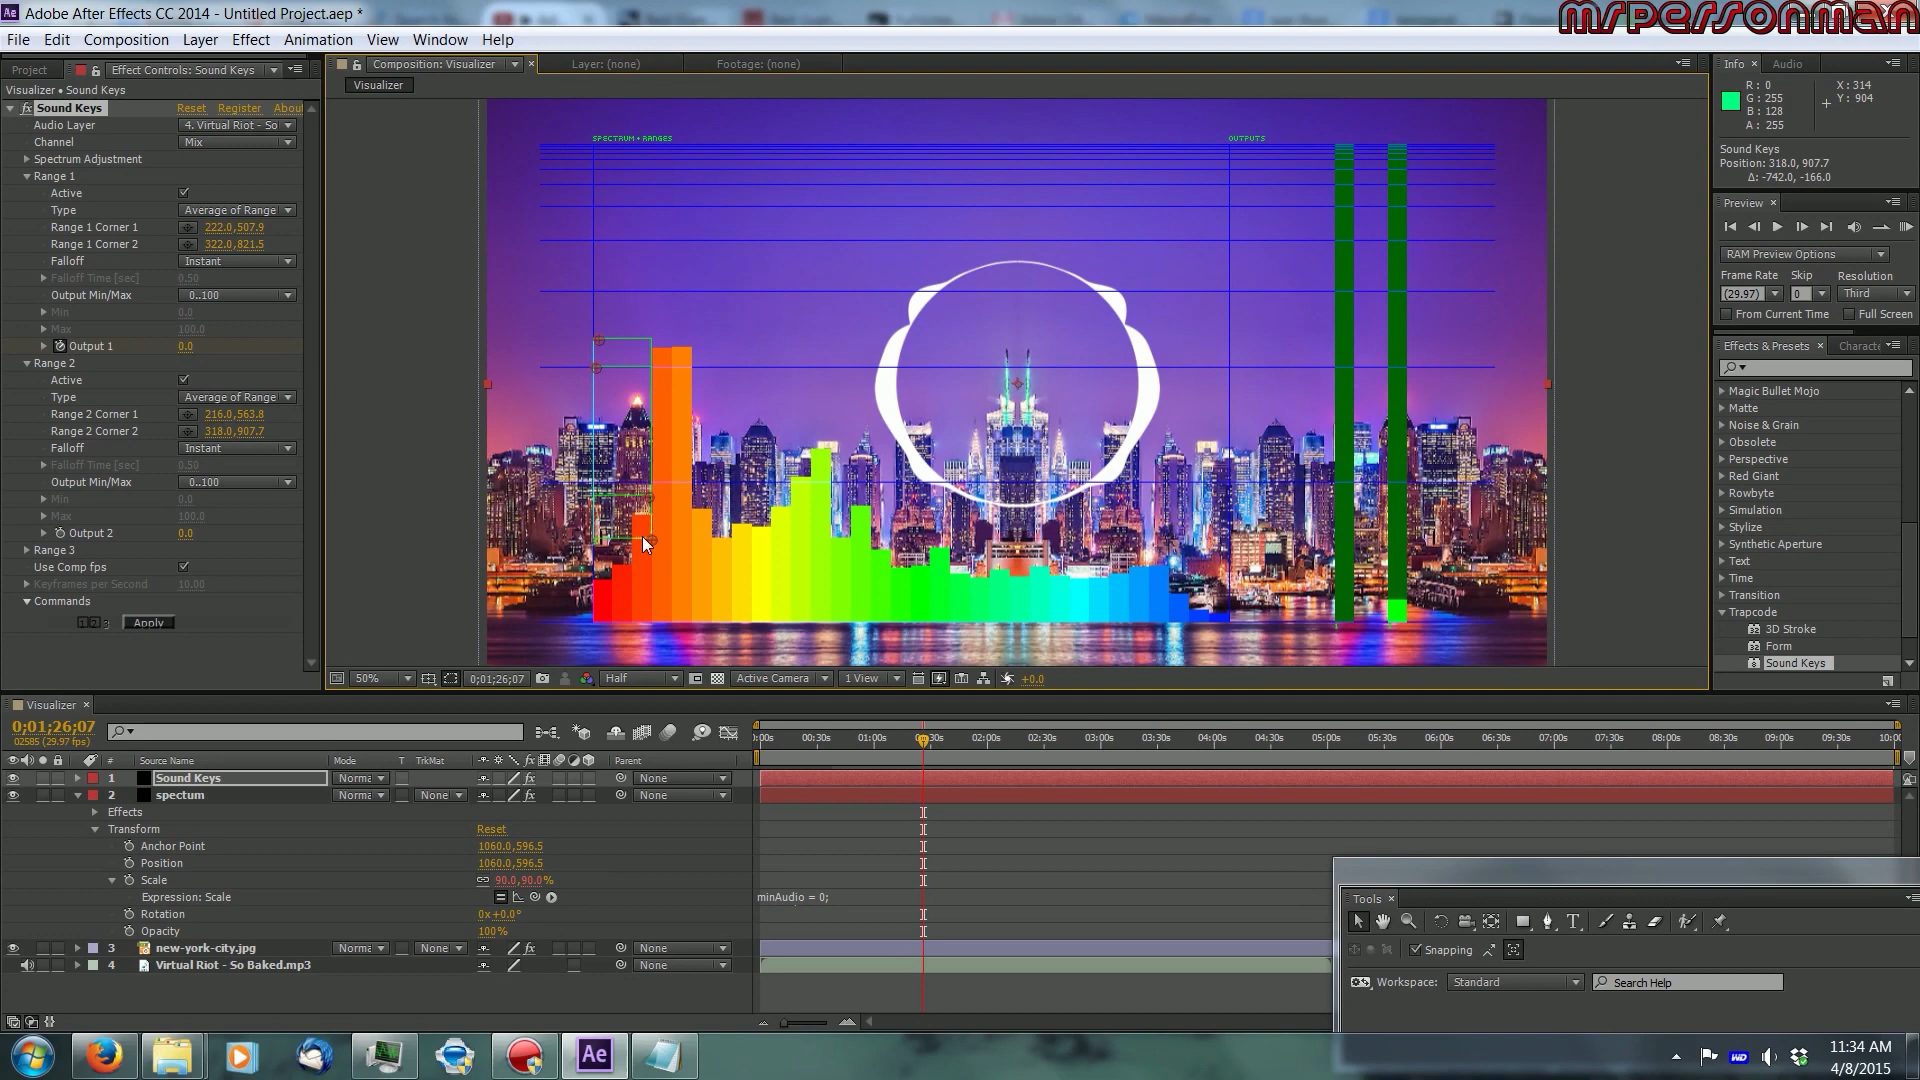 Adobe After Effects CC 2014 - Untitled Project.aep *
mrpersonman
File Edit Composition Layer Effect Animation View Window Help
Project Effect Controls: Sound Keys
Composition: Visualizer
Layer: (none)
Footage: (none)
Info Audio
Visualizer • Sound Keys
Visualizer
fx Sound Keys Reset Register About
Audio Layer 4. Virtual Riot - So
Channel Mix
Spectrum Adjustment
Range 1
Active
Type Average of Range
Range 1 Corner 1 222.0,507.9
Range 1 Corner 2 322.0,821.5
Falloff Instant
Falloff Time [sec] 0.50
Output Min/Max 0..100
Min 0.0
Max 100.0
Output 1 0.0
Range 2
Active
Type Average of Range
Range 2 Corner 1 216.0,563.8
Range 2 Corner 2 318.0,907.7
Falloff Instant
Falloff Time [sec] 0.50
Output Min/Max 0..100
Min 0.0
Max 100.0
Output 2 0.0
Range 3
Use Comp fps
Keyframes per Second 10.00
Commands
Apply
SPECTRUM + RANGES
OUTPUTS
R : 0
G : 255
B : 128
A : 255
X : 314
Y : 904
Sound Keys
Position: 318.0, 907.7
Δ: -742.0, -166.0
Preview
RAM Preview Options
Frame Rate Skip Resolution
(29.97) 0 Third
From Current Time Full Screen
Effects & Presets Characte
Magic Bullet Mojo
Matte
Noise & Grain
Obsolete
Perspective
Red Giant
Rowbyte
Simulation
Stylize
Synthetic Aperture
Text
Time
Transition
Trapcode
3D Stroke
Form
Sound Keys
50% 0;01;26;07 Half Active Camera 1 View +0.0
Visualizer
0;01;26;07
02585 (29.97 fps)
:00s 00:30s 01:00s 01:30s 02:00s 02:30s 03:00s 03:30s 04:00s 04:30s 05:00s 05:30s 06:00s 06:30s 07:00s 07:30s 08:00s 08:30s 09:00s 09:30s 10:0
# Source Name Mode T TrkMat Parent
1 Sound Keys Norma fx None
2 spectum Norma None fx None
Effects
Transform Reset
Anchor Point 1060.0,596.5
Position 1060.0,596.5
Scale 90.0,90.0%
Expression: Scale minAudio = 0;
Rotation 0x+0.0°
Opacity 100%
3 new-york-city.jpg Norma None fx None
4 Virtual Riot - So Baked.mp3 None
Tools
T
Snapping
Workspace: Standard Search Help
Ae
WD
11:34 AM
4/8/2015